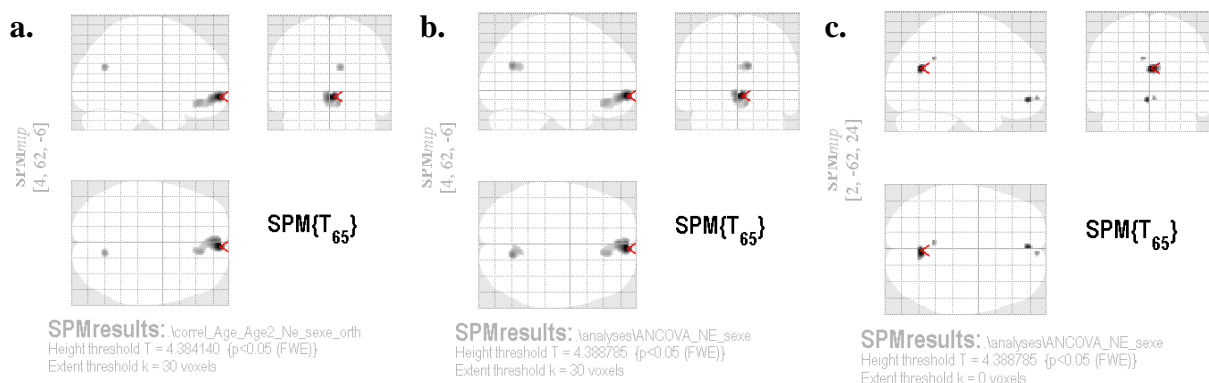 a.
SPMmip
[4, 62, -6]
SPM{T65}
SPMresults: .\correl_Age_Age2_Ne_sexe_orth
Height threshold T = 4.384140 {p<0.05 (FWE)}
Extent threshold k = 30 voxels
b.
SPMmip
[4, 62, -6]
SPM{T65}
SPMresults: .\analyses\ANCOVA_NE_sexe
Height threshold T = 4.388785 {p<0.05 (FWE)}
Extent threshold k = 30 voxels
c.
SPMmip
[2, -62, 24]
SPM{T65}
SPMresults: .\analyses\ANCOVA_NE_sexe
Height threshold T = 4.388785 {p<0.05 (FWE)}
Extent threshold k = 0 voxels